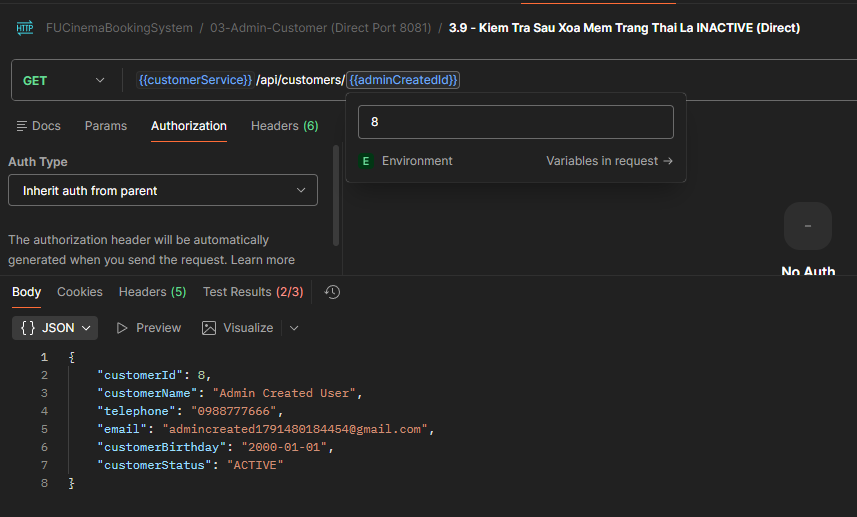 HTTP FUCinemaBookingSystem / 03-Admin-Customer (Direct Port 8081) / 3.9 - Kiem Tra Sau Xoa Mem Trang Thai La INACTIVE (Direct)
GET {{customerService}} /api/customers/ {{adminCreatedId}}
8
E Environment Variables in request →
Docs Params Authorization Headers (6)
Auth Type
Inherit auth from parent
The authorization header will be automatically
generated when you send the request. Learn more
No Auth
Body Cookies Headers (5) Test Results (2/3)
{} JSON Preview Visualize
1 {
2 "customerId": 8,
3 "customerName": "Admin Created User",
4 "telephone": "0988777666",
5 "email": "admincreated1791480184454@gmail.com",
6 "customerBirthday": "2000-01-01",
7 "customerStatus": "ACTIVE"
8 }